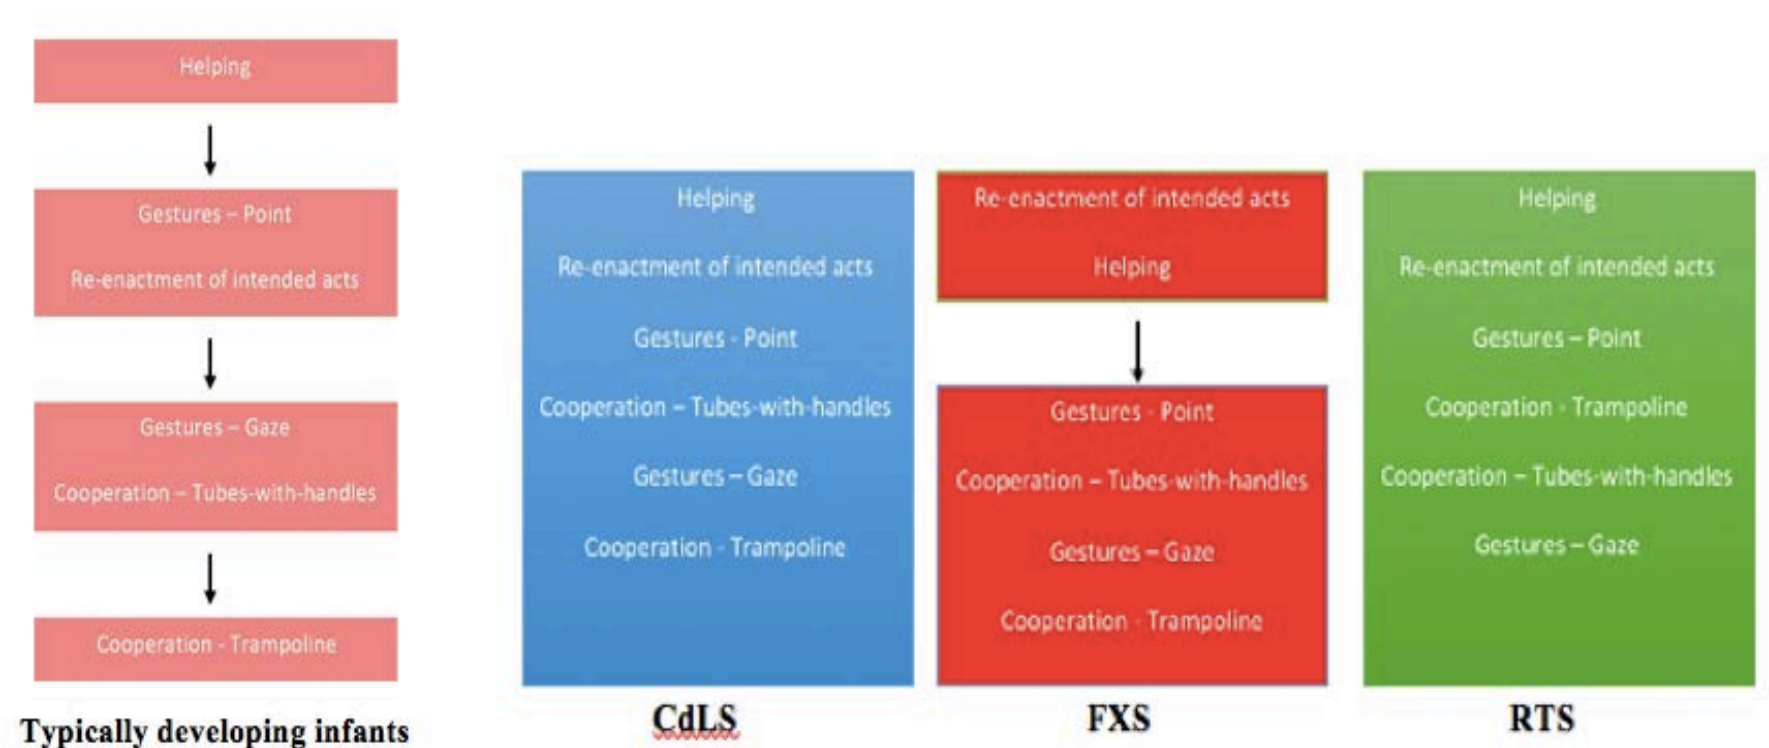 Helping
Gestures – Point
Re-enactment of intended acts
Gestures – Gaze
Cooperation – Tubes-with-handles
Cooperation - Trampoline
Typically developing infants
Helping
Re-enactment of intended acts
Gestures - Point
Cooperation – Tubes-with-handles
Gestures – Gaze
Cooperation - Trampoline
CdLS
Re-enactment of intended acts
Helping
Gestures - Point
Cooperation – Tubes-with-handles
Gestures – Gaze
Cooperation - Trampoline
FXS
Helping
Re-enactment of intended acts
Gestures – Point
Cooperation - Trampoline
Cooperation – Tubes-with-handles
Gestures – Gaze
RTS